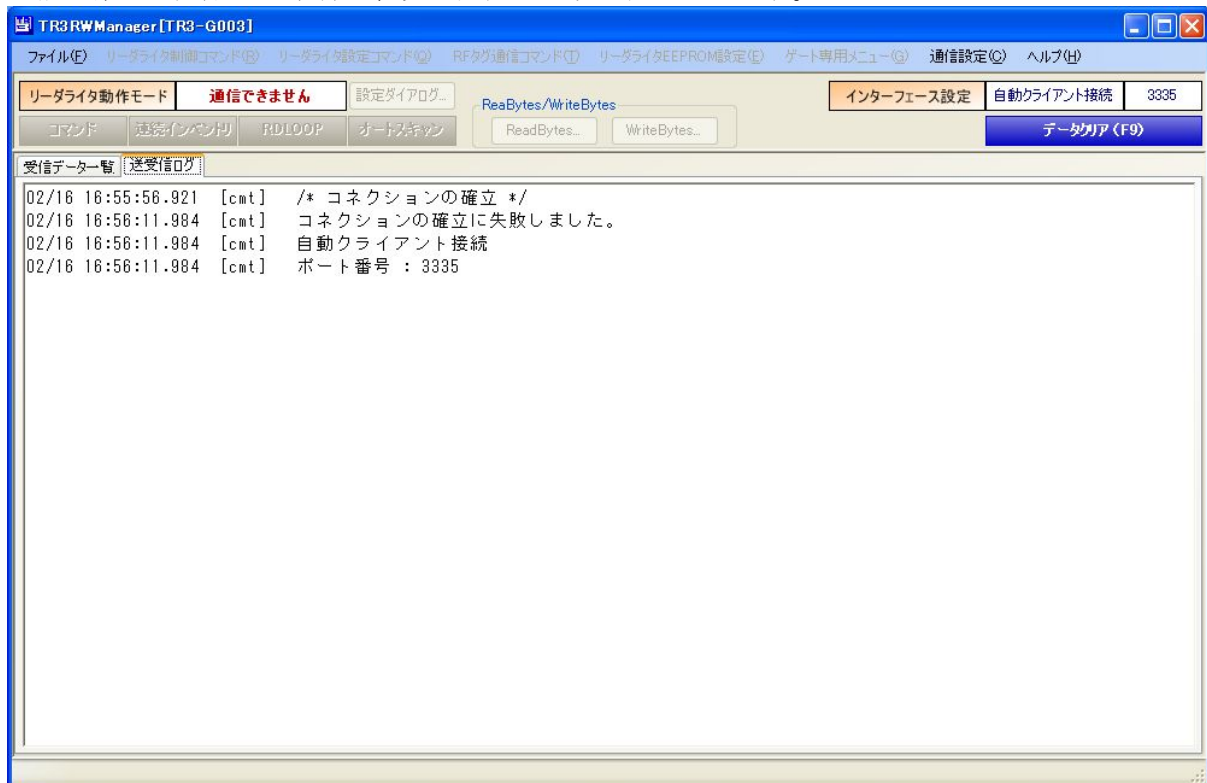 TR3RWManager[TR3-G003]
ファイル(F) リーダライタ制御コマンド(R) リーダライタ設定コマンド(Q) RFタグ通信コマンド(T) リーダライタEEPROM設定(E) ゲート専用メニュー(G) 通信設定(C) ヘルプ(H)
リーダライタ動作モード 通信できません 設定ダイアログ... ReaBytes/WriteBytes インターフェース設定 自動クライアント接続 3335
コマンド 連続インベントリ RDLOOP オートスキャン ReadBytes... WriteBytes... データクリア(F9)
受信データ一覧 送受信ログ
02/16 16:55:56.921 [cmt] /* コネクションの確立 */
02/16 16:56:11.984 [cmt] コネクションの確立に失敗しました。
02/16 16:56:11.984 [cmt] 自動クライアント接続
02/16 16:56:11.984 [cmt] ポート番号 : 3335